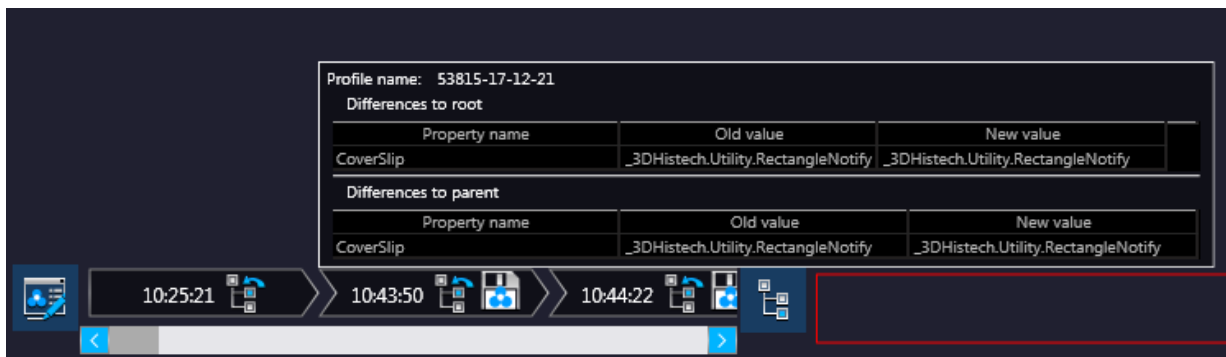 Profile name: 53815-17-12-21
Differences to root
Property name Old value New value
CoverSlip _3DHistech.Utility.RectangleNotify _3DHistech.Utility.RectangleNotify
Differences to parent
Property name Old value New value
CoverSlip _3DHistech.Utility.RectangleNotify _3DHistech.Utility.RectangleNotify
10:25:21 10:43:50 10:44:22